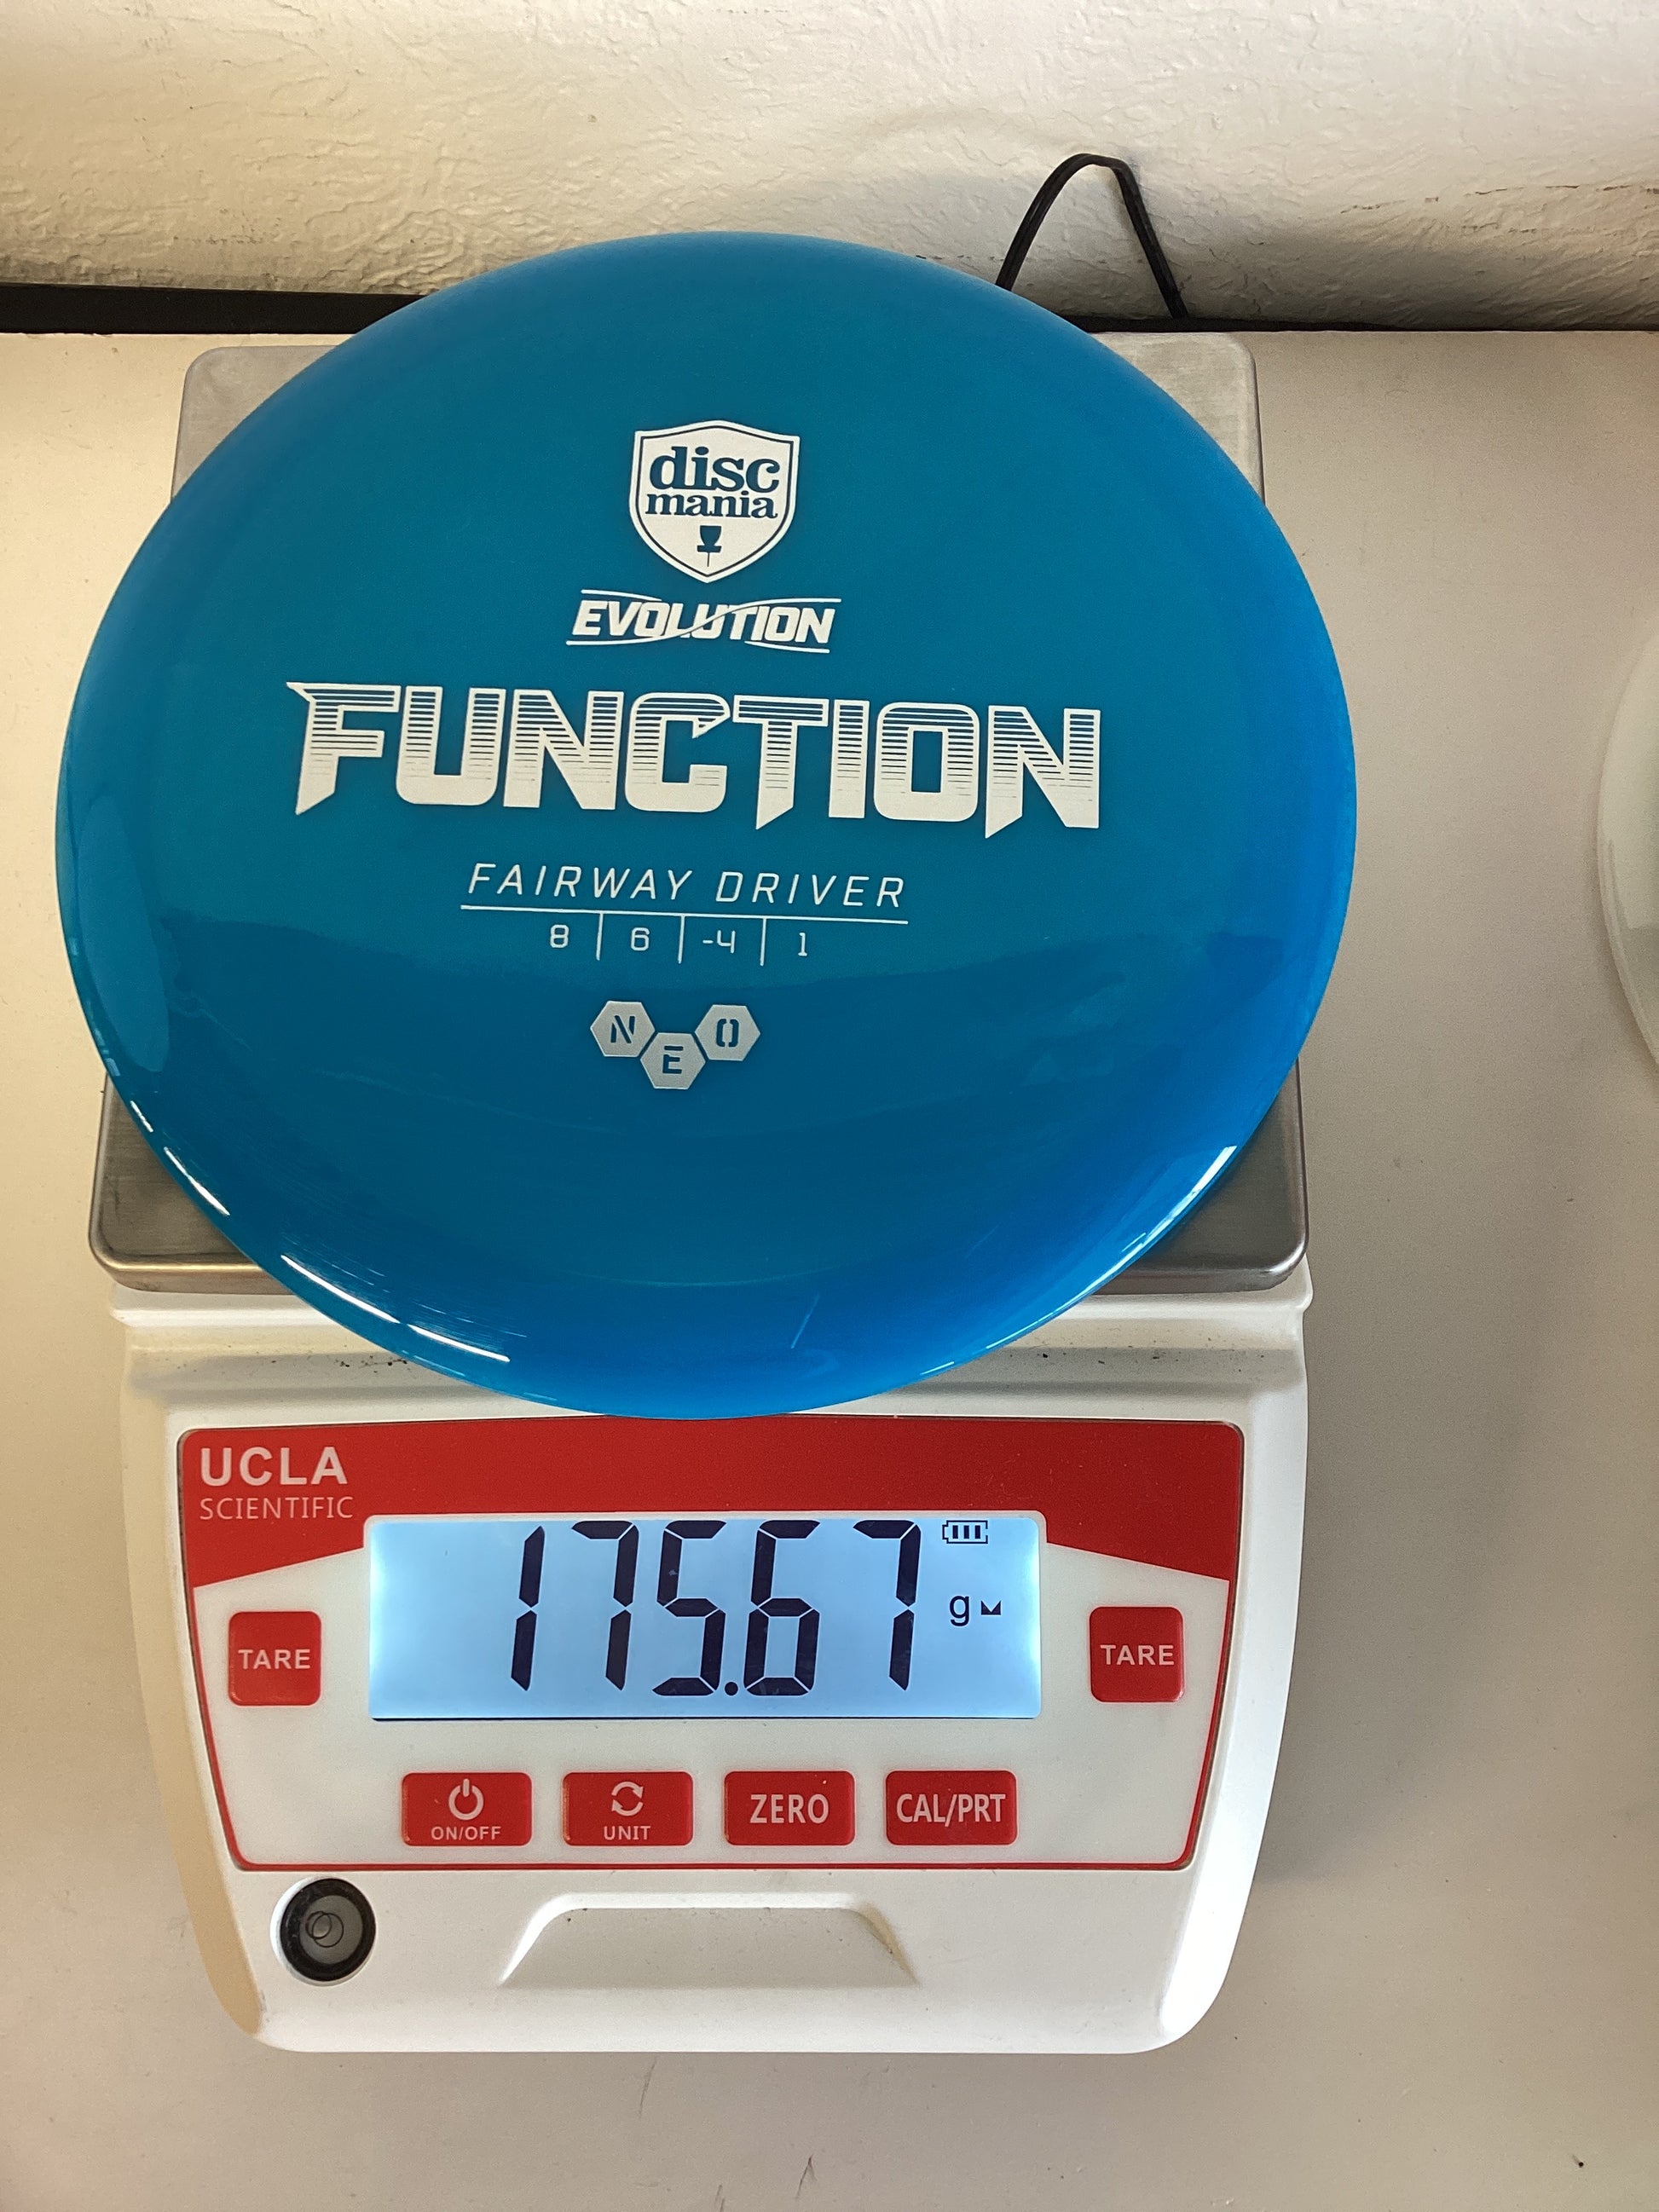 disc
mania
EVOLUTION
FUNCTION
FAIRWAY DRIVER
8 | 6 | -4 | 1
NEO
UCLA
SCIENTIFIC
175.67 g
TARE
TARE
ON/OFF
UNIT
ZERO
CAL/PRT